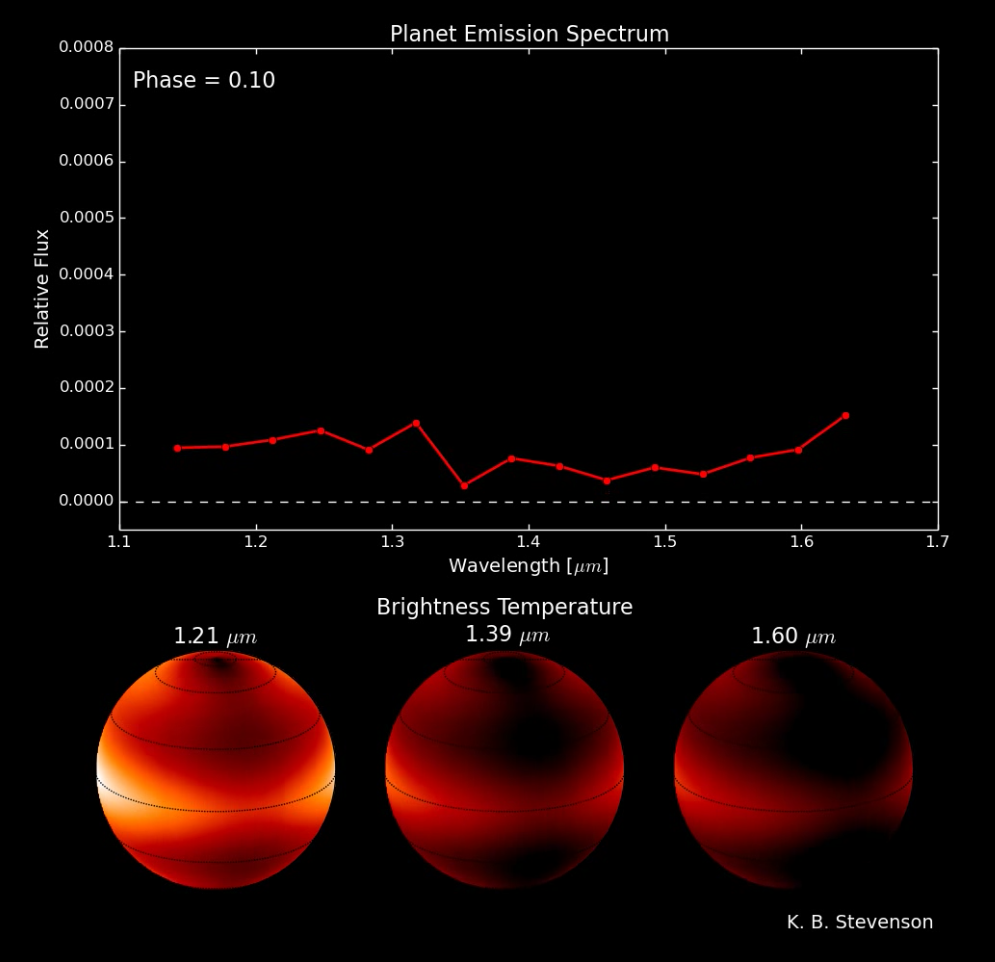 Planet Emission Spectrum
Phase = 0.10
0.0008
0.0007
0.0006
0.0005
0.0004
0.0003
0.0002
0.0001
0.0000
Relative Flux
1.1 1.2 1.3 1.4 1.5 1.6 1.7
Wavelength [μm]
Brightness Temperature
1.21 μm 1.39 μm 1.60 μm
K. B. Stevenson